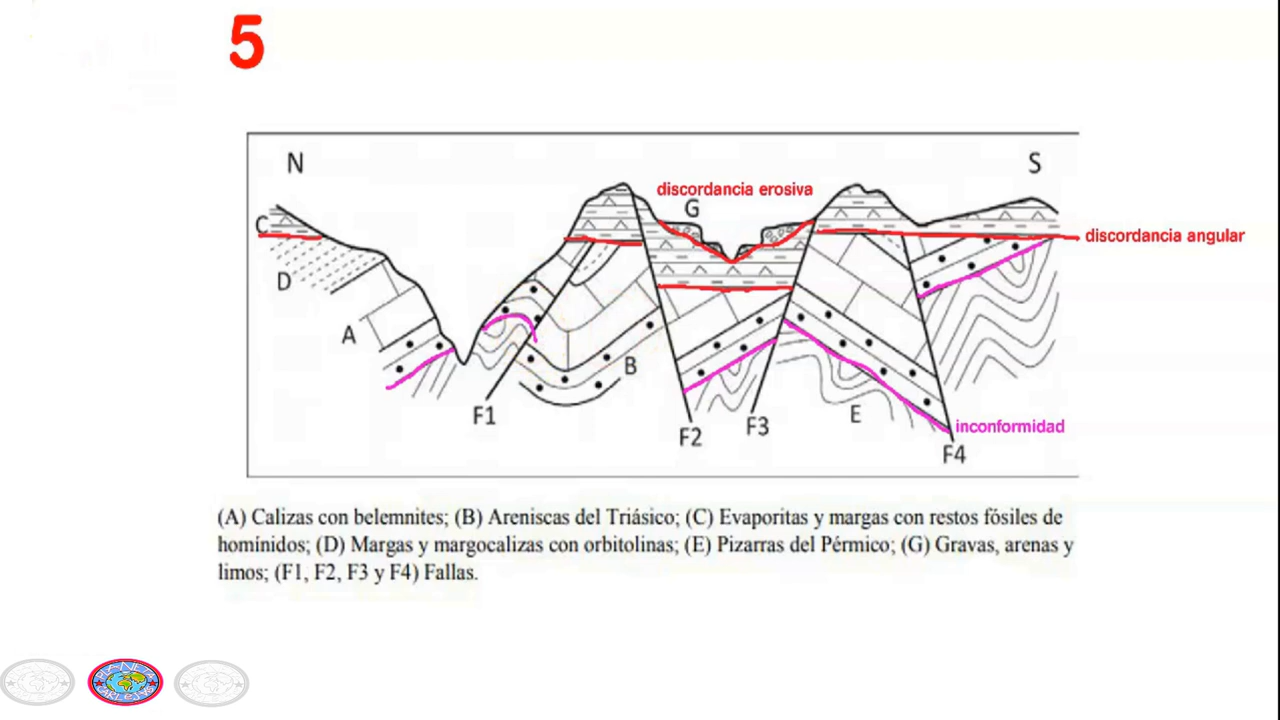 5
N
S
discordancia erosiva
G
C
discordancia angular
D
A
B
F1
E
inconformidad
F2
F3
F4
(A) Calizas con belemnites; (B) Areniscas del Triásico; (C) Evaporitas y margas con restos fósiles de
homínidos; (D) Margas y margocalizas con orbitolinas; (E) Pizarras del Pérmico; (G) Gravas, arenas y
limos; (F1, F2, F3 y F4) Fallas.
PLANETA